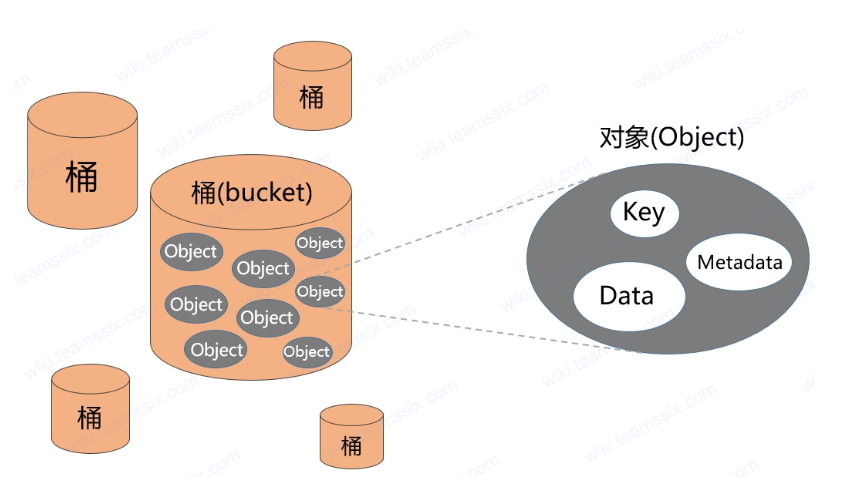 桶
桶
桶(bucket)
Object
Object
Object
Object
Object
Object
Object
Object
桶
桶
对象(Object)
Key
Metadata
Data
wiki.teamssix.com